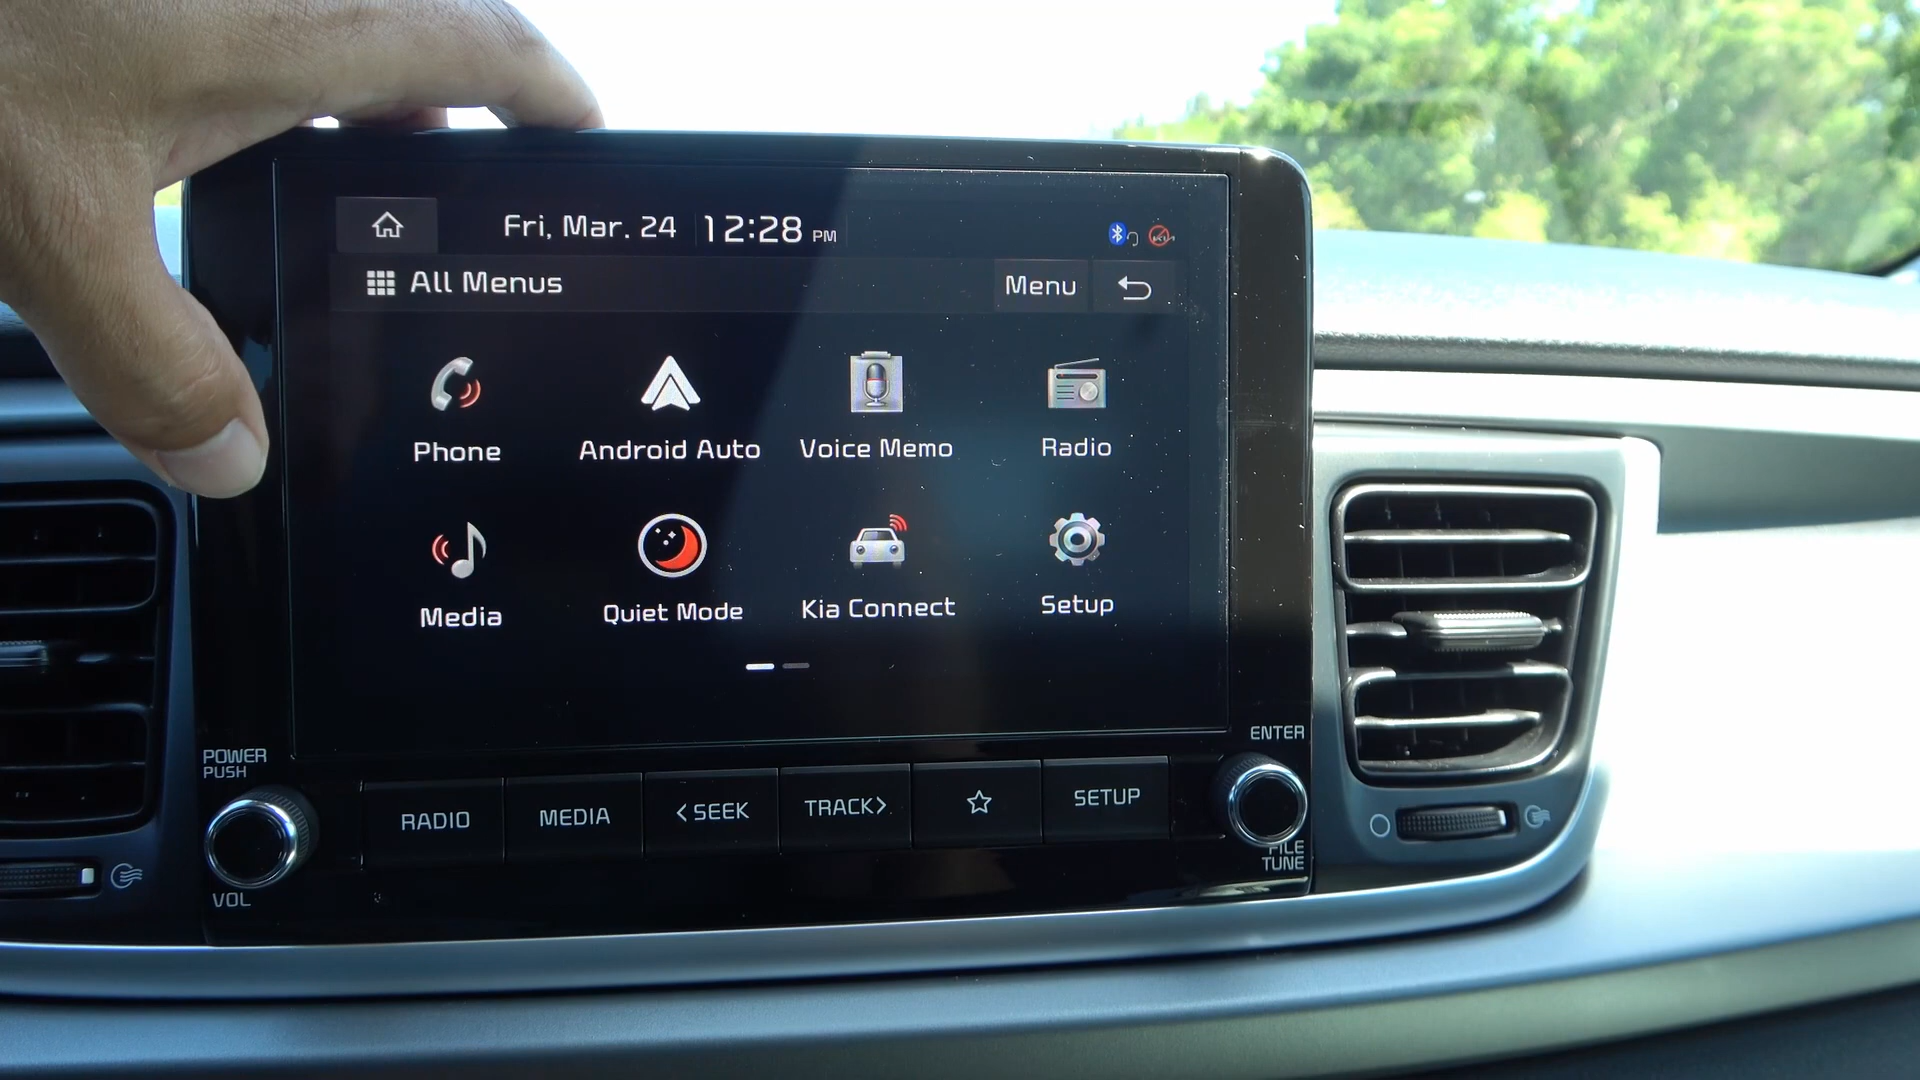 Fri, Mar. 24 12:28 PM
All Menus
Menu
Phone
Android Auto
Voice Memo
Radio
Media
Quiet Mode
Kia Connect
Setup
POWER
PUSH
ENTER
RADIO
MEDIA
<SEEK
TRACK>
SETUP
VOL
FILE
TUNE